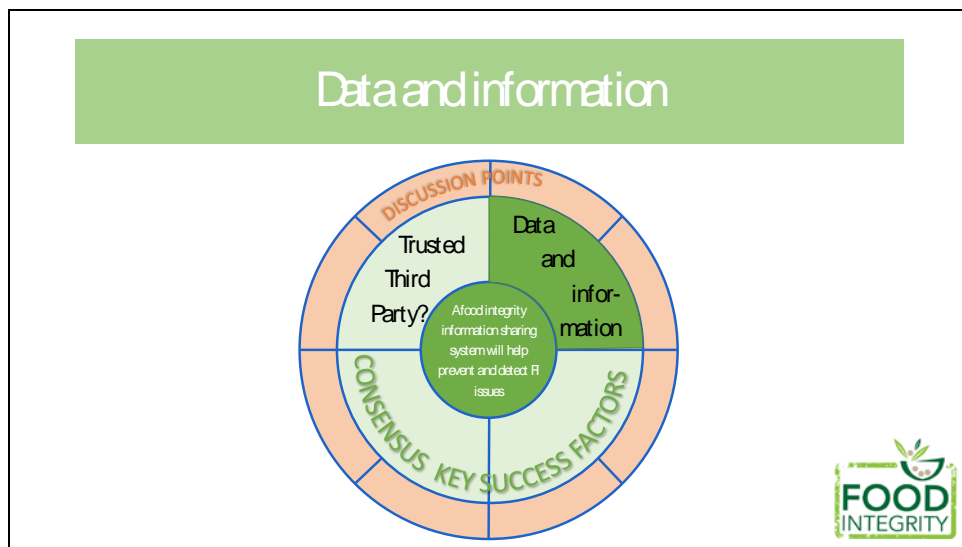 Data and information
DISCUSSION POINTS
Trusted
Third
Party?
Data
and
infor-
mation
A food integrity
information sharing
system will help
prevent and detect FI
issues
CONSENSUS KEY SUCCESS FACTORS
FOOD
INTEGRITY